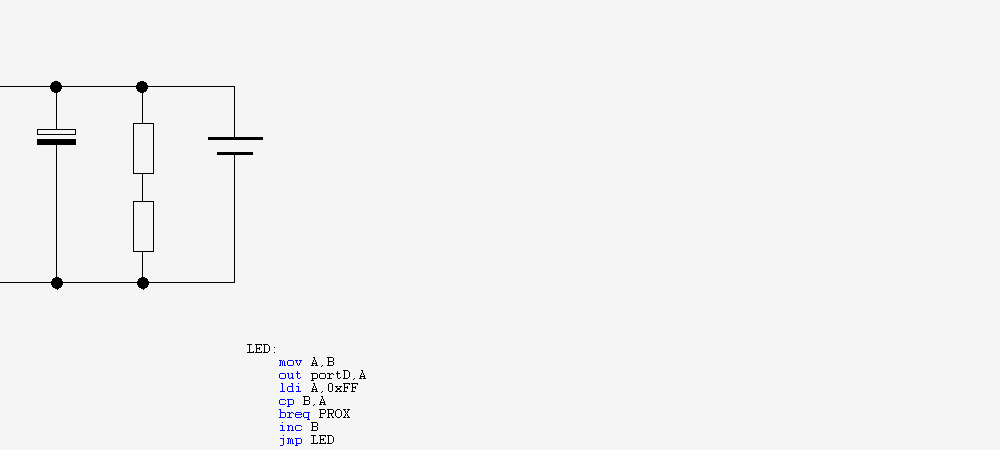 LED:
mov A,B
out portD,A
ldi A,0xFF
cp B,A
breq PROX
inc B
jmp LED